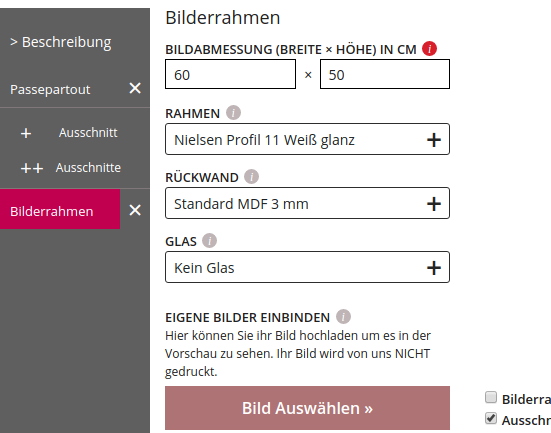 Bilderrahmen
> Beschreibung
Passepartout ×
+ Ausschnitt
++ Ausschnitte
Bilderrahmen ×
BILDABMESSUNG (BREITE × HÖHE) IN CM i
60 × 50
RAHMEN i
Nielsen Profil 11 Weiß glanz +
RÜCKWAND i
Standard MDF 3 mm +
GLAS i
Kein Glas +
EIGENE BILDER EINBINDEN i
Hier können Sie ihr Bild hochladen um es in der
Vorschau zu sehen. Ihr Bild wird von uns NICHT
gedruckt.
Bild Auswählen »
Bilderra
Ausschn